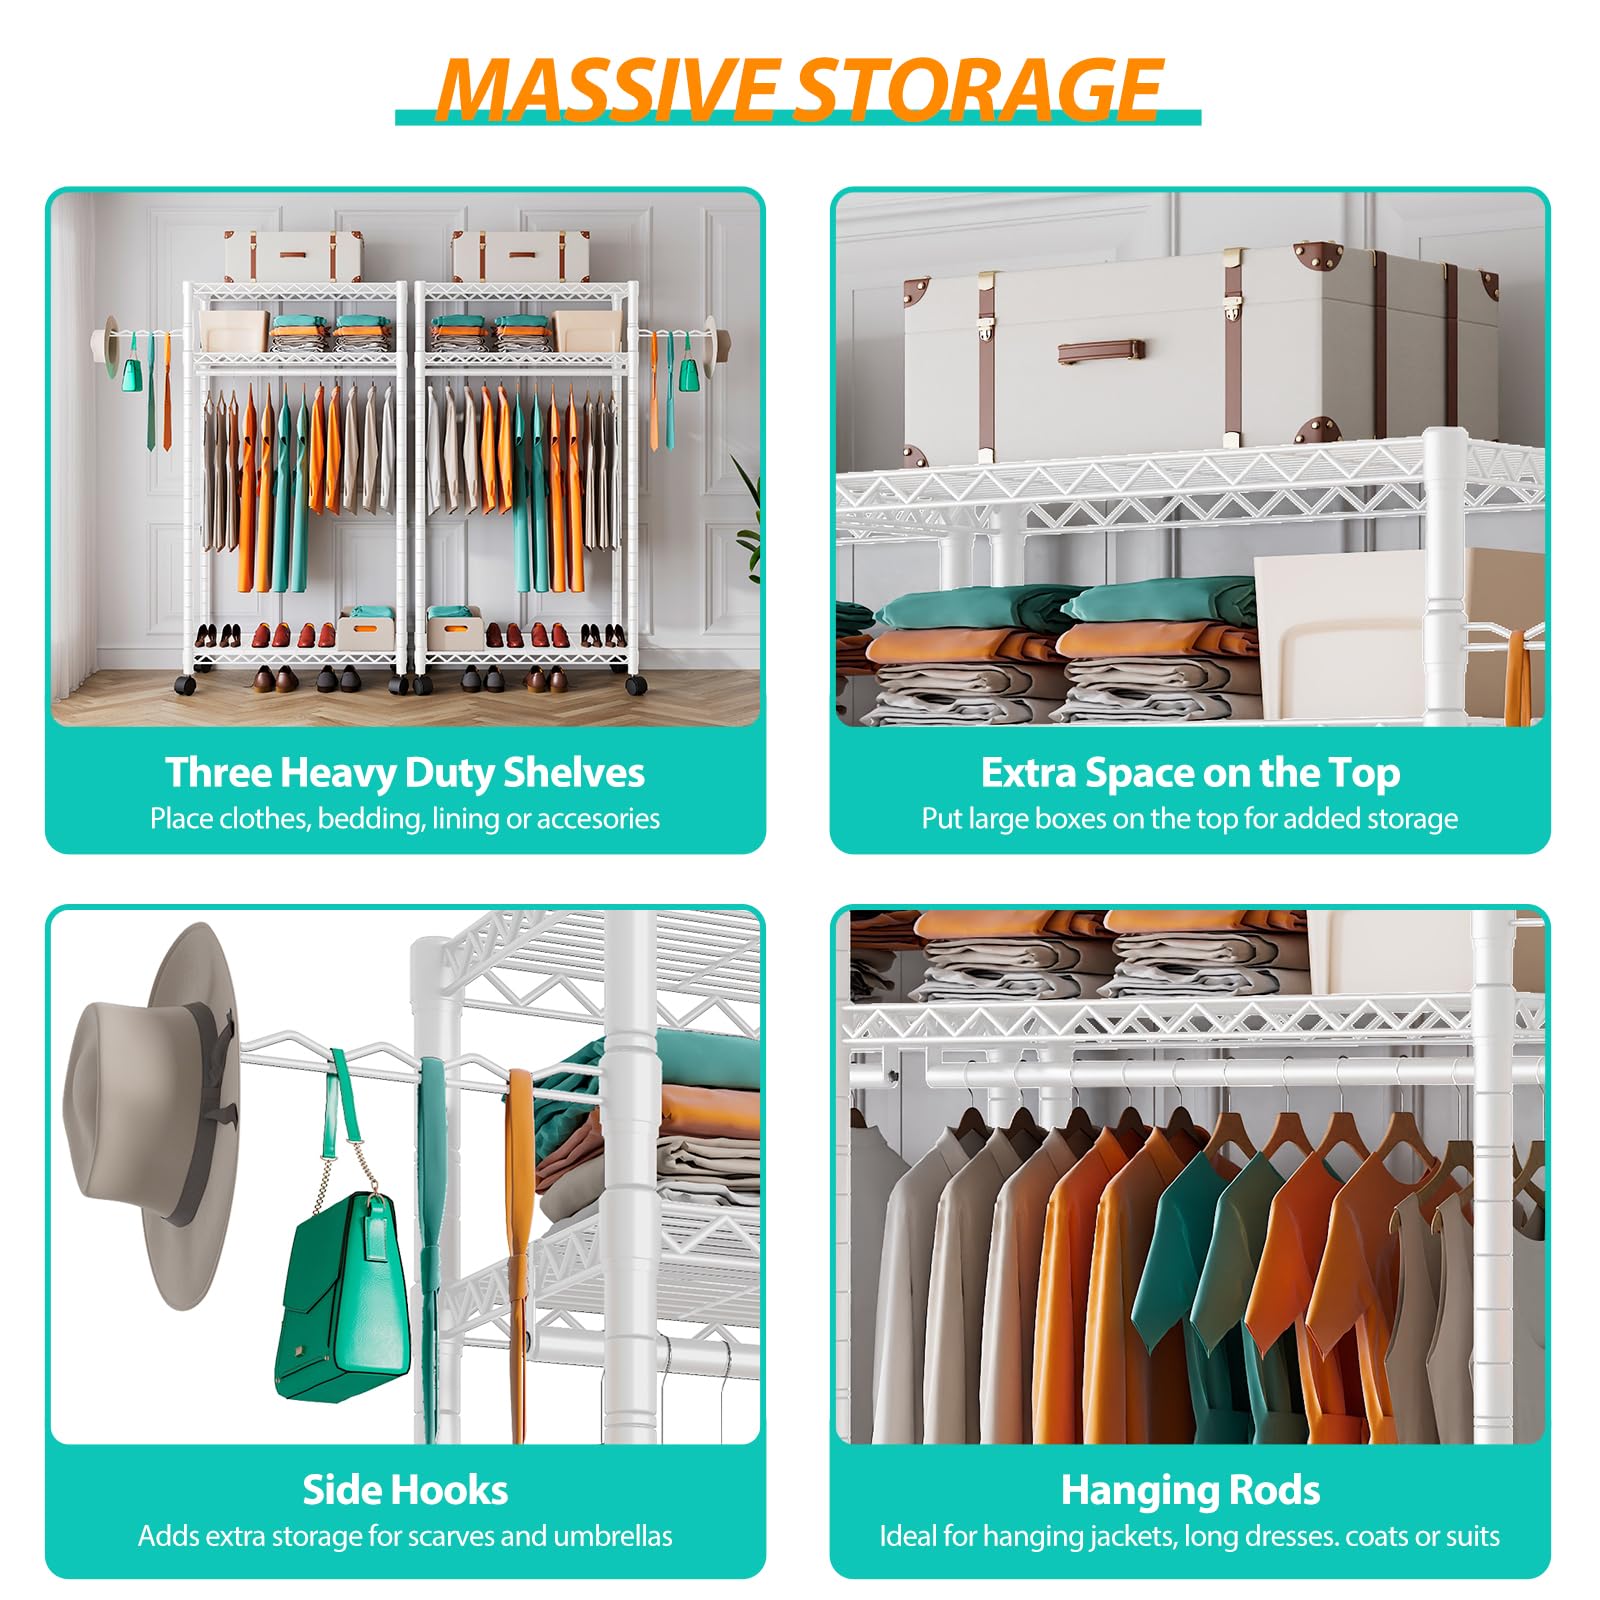 MASSIVE STORAGE
Three Heavy Duty Shelves
Place clothes, bedding, lining or accesories
Extra Space on the Top
Put large boxes on the top for added storage
Side Hooks
Adds extra storage for scarves and umbrellas
Hanging Rods
Ideal for hanging jackets, long dresses. coats or suits